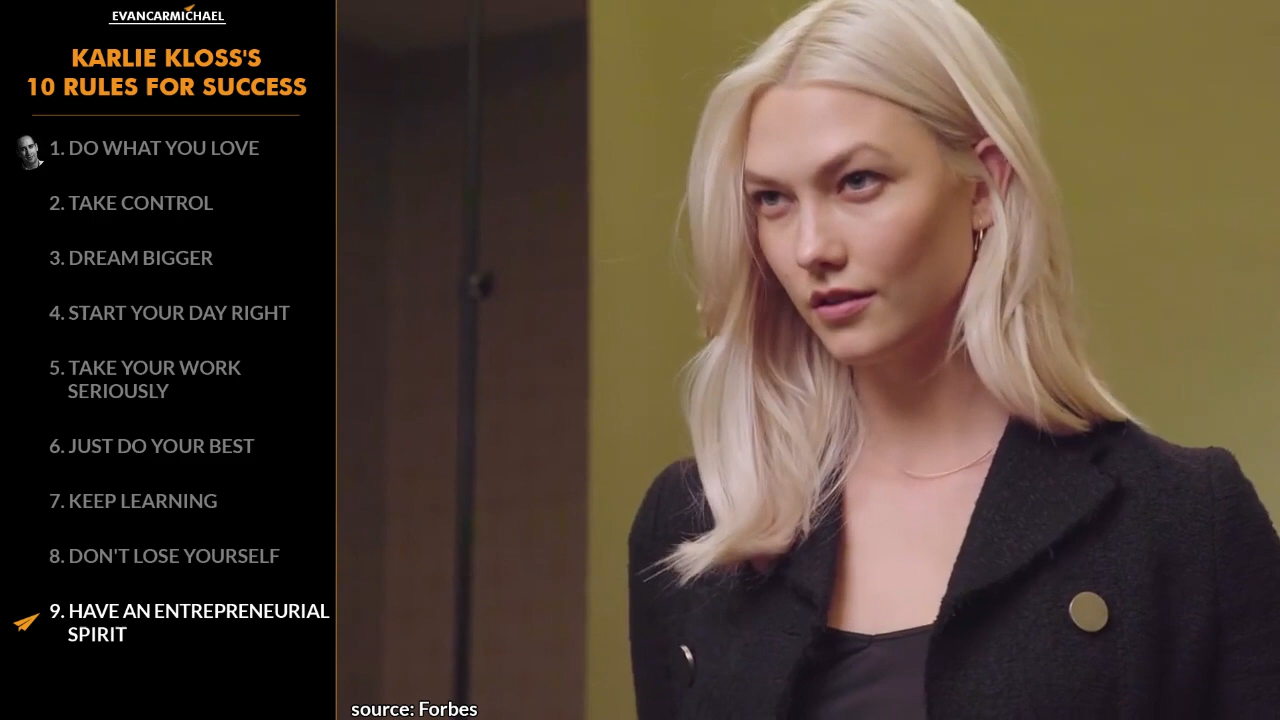 EVANCARMICHAEL
KARLIE KLOSS'S
10 RULES FOR SUCCESS
1. DO WHAT YOU LOVE
2. TAKE CONTROL
3. DREAM BIGGER
4. START YOUR DAY RIGHT
5. TAKE YOUR WORK
SERIOUSLY
6. JUST DO YOUR BEST
7. KEEP LEARNING
8. DON'T LOSE YOURSELF
9. HAVE AN ENTREPRENEURIAL
SPIRIT
source: Forbes